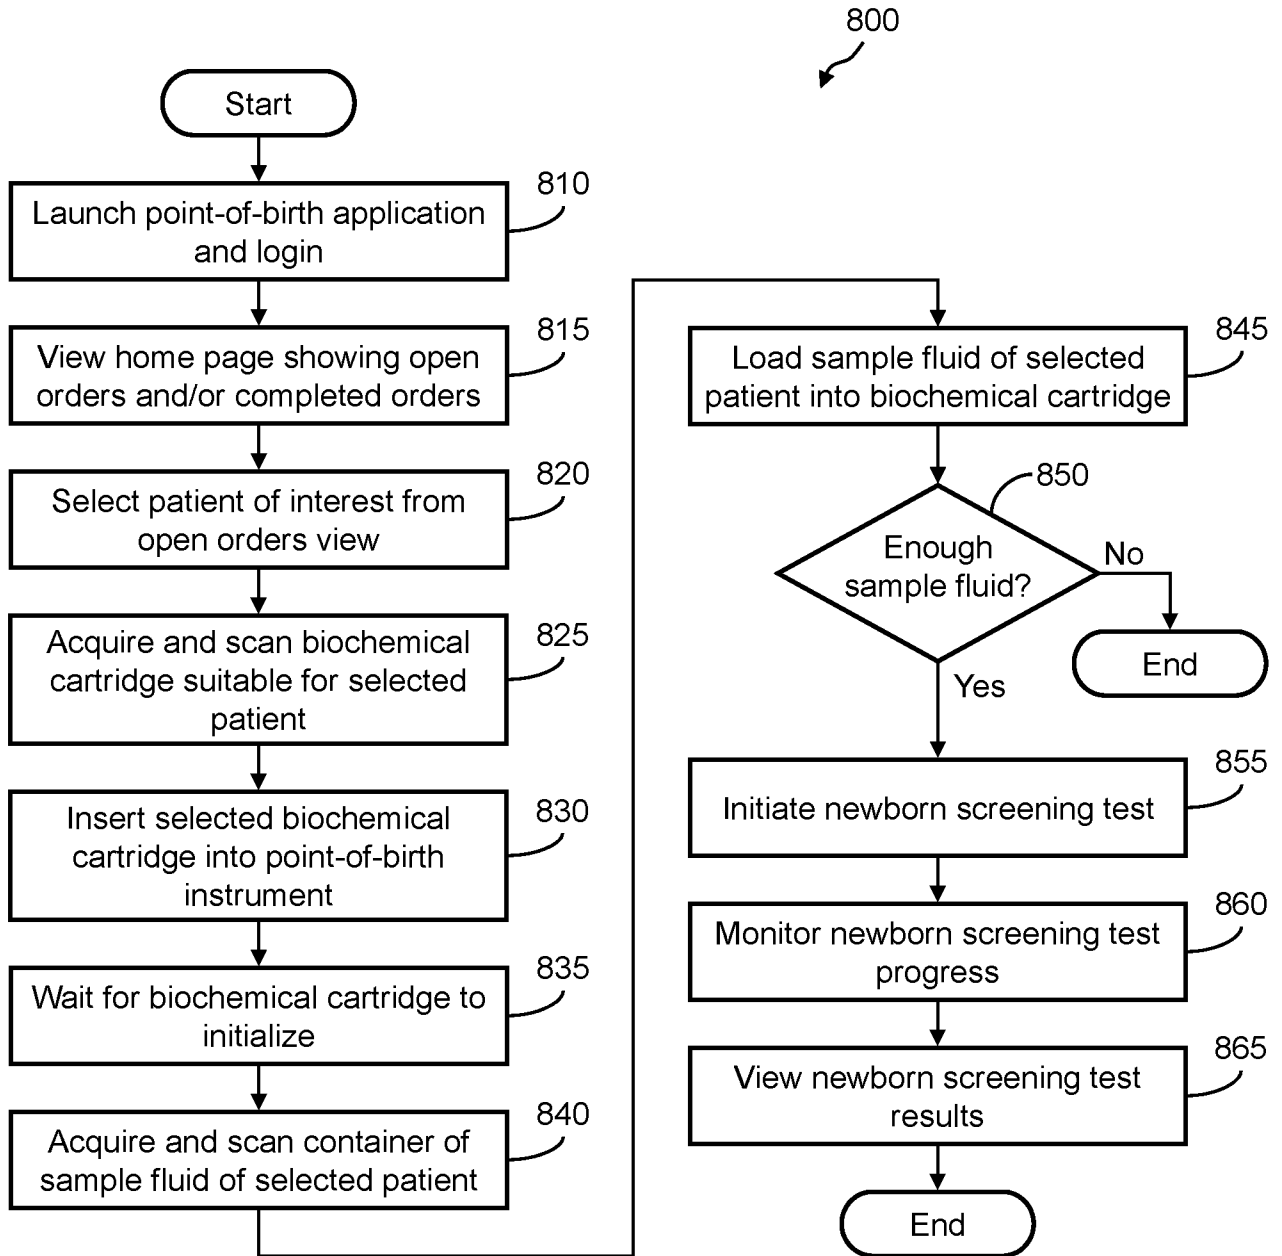 800
Start
810
Launch point-of-birth application
and login
815
View home page showing open
orders and/or completed orders
820
Select patient of interest from
open orders view
825
Acquire and scan biochemical
cartridge suitable for selected
patient
830
Insert selected biochemical
cartridge into point-of-birth
instrument
835
Wait for biochemical cartridge to
initialize
840
Acquire and scan container of
sample fluid of selected patient
845
Load sample fluid of selected
patient into biochemical cartridge
850
Enough
sample fluid?
No
End
Yes
855
Initiate newborn screening test
860
Monitor newborn screening test
progress
865
View newborn screening test
results
End